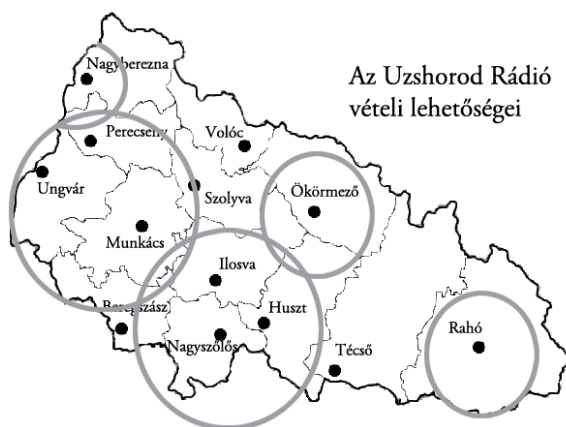 Az Uzshorod Rádió
vételi lehetőségei
Nagyberezna
Perecseny
Volóc
Ungvár
Szolyva
Ökörmező
Munkács
Ilosva
Beregszász
Huszt
Nagyszőlős
Técső
Rahó